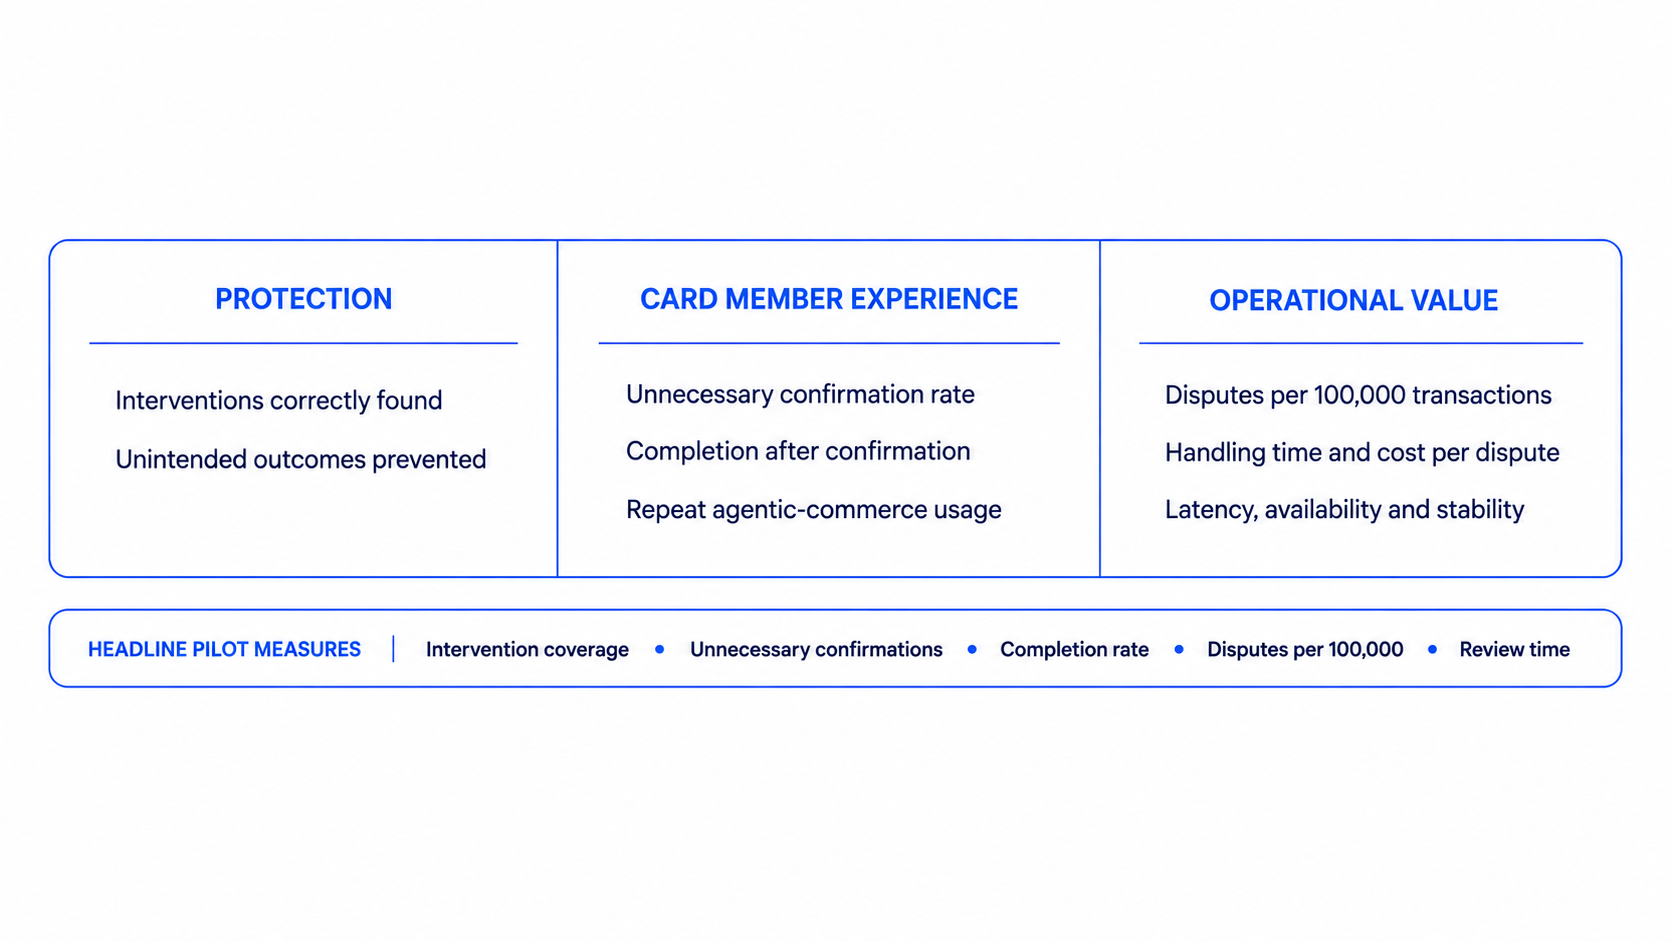 PROTECTION
Interventions correctly found
Unintended outcomes prevented
CARD MEMBER EXPERIENCE
Unnecessary confirmation rate
Completion after confirmation
Repeat agentic-commerce usage
OPERATIONAL VALUE
Disputes per 100,000 transactions
Handling time and cost per dispute
Latency, availability and stability
HEADLINE PILOT MEASURES | Intervention coverage • Unnecessary confirmations • Completion rate • Disputes per 100,000 • Review time